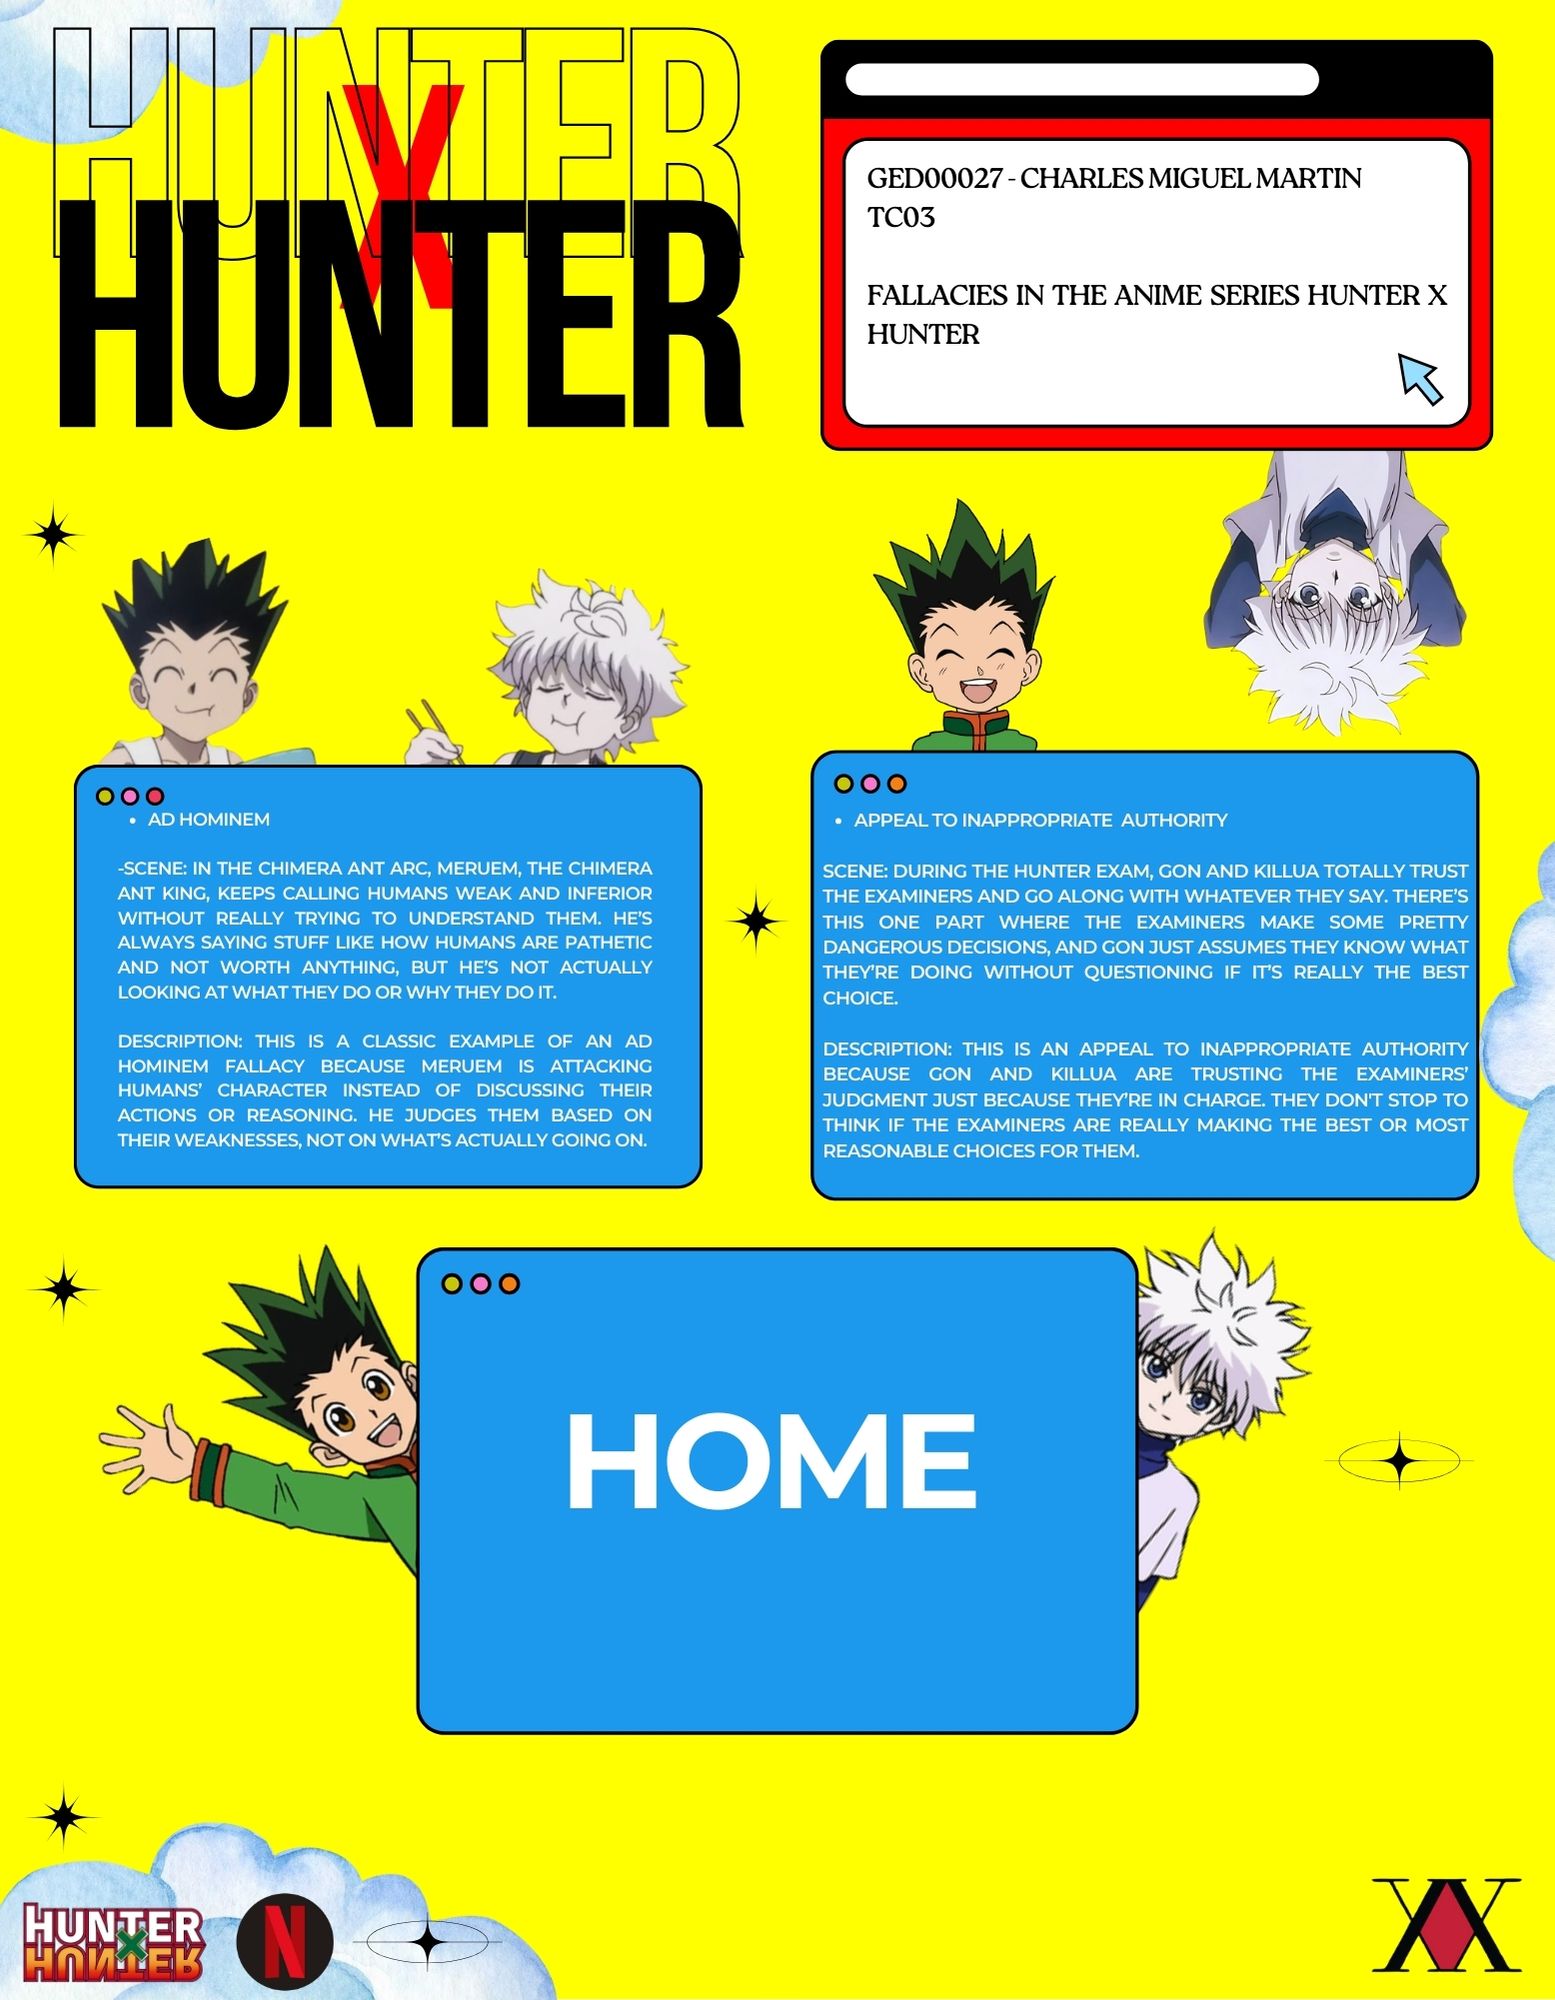 HUNTER
X
HUNTER
GED00027 - CHARLES MIGUEL MARTIN
TC03
FALLACIES IN THE ANIME SERIES HUNTER X
HUNTER
• AD HOMINEM
-SCENE: IN THE CHIMERA ANT ARC, MERUEM, THE CHIMERA
ANT KING, KEEPS CALLING HUMANS WEAK AND INFERIOR
WITHOUT REALLY TRYING TO UNDERSTAND THEM. HE'S
ALWAYS SAYING STUFF LIKE HOW HUMANS ARE PATHETIC
AND NOT WORTH ANYTHING, BUT HE'S NOT ACTUALLY
LOOKING AT WHAT THEY DO OR WHY THEY DO IT.
DESCRIPTION: THIS IS A CLASSIC EXAMPLE OF AN AD
HOMINEM FALLACY BECAUSE MERUEM IS ATTACKING
HUMANS' CHARACTER INSTEAD OF DISCUSSING THEIR
ACTIONS OR REASONING. HE JUDGES THEM BASED ON
THEIR WEAKNESSES, NOT ON WHAT'S ACTUALLY GOING ON.
• APPEAL TO INAPPROPRIATE AUTHORITY
SCENE: DURING THE HUNTER EXAM, GON AND KILLUA TOTALLY TRUST
THE EXAMINERS AND GO ALONG WITH WHATEVER THEY SAY. THERE'S
THIS ONE PART WHERE THE EXAMINERS MAKE SOME PRETTY
DANGEROUS DECISIONS, AND GON JUST ASSUMES THEY KNOW WHAT
THEY'RE DOING WITHOUT QUESTIONING IF IT'S REALLY THE BEST
CHOICE.
DESCRIPTION: THIS IS AN APPEAL TO INAPPROPRIATE AUTHORITY
BECAUSE GON AND KILLUA ARE TRUSTING THE EXAMINERS'
JUDGMENT JUST BECAUSE THEY'RE IN CHARGE. THEY DON'T STOP TO
THINK IF THE EXAMINERS ARE REALLY MAKING THE BEST OR MOST
REASONABLE CHOICES FOR THEM.
HOME
HUNTER
X
HUNTER
N